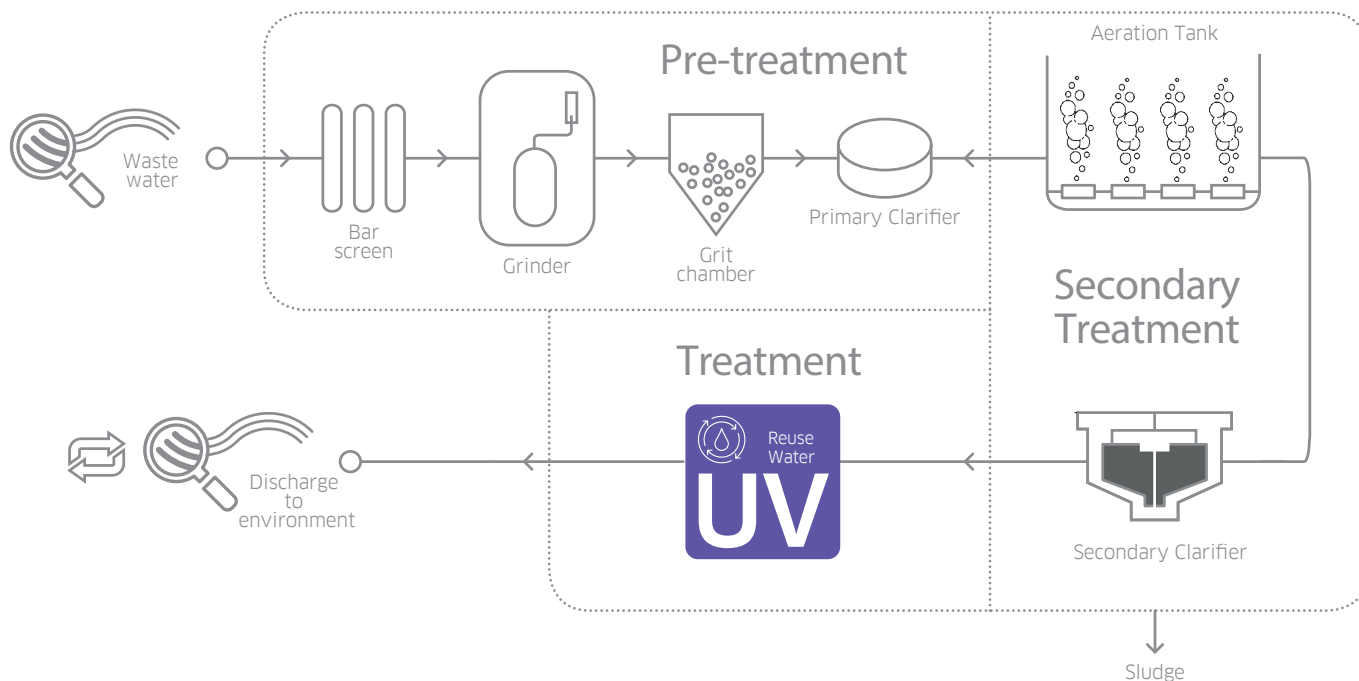 Pre-treatment
Aeration Tank
Waste
water
Bar
screen
Grinder
Grit
chamber
Primary Clarifier
Secondary
Treatment
Treatment
Reuse
Water
UV
Discharge
to
environment
Secondary Clarifier
Sludge